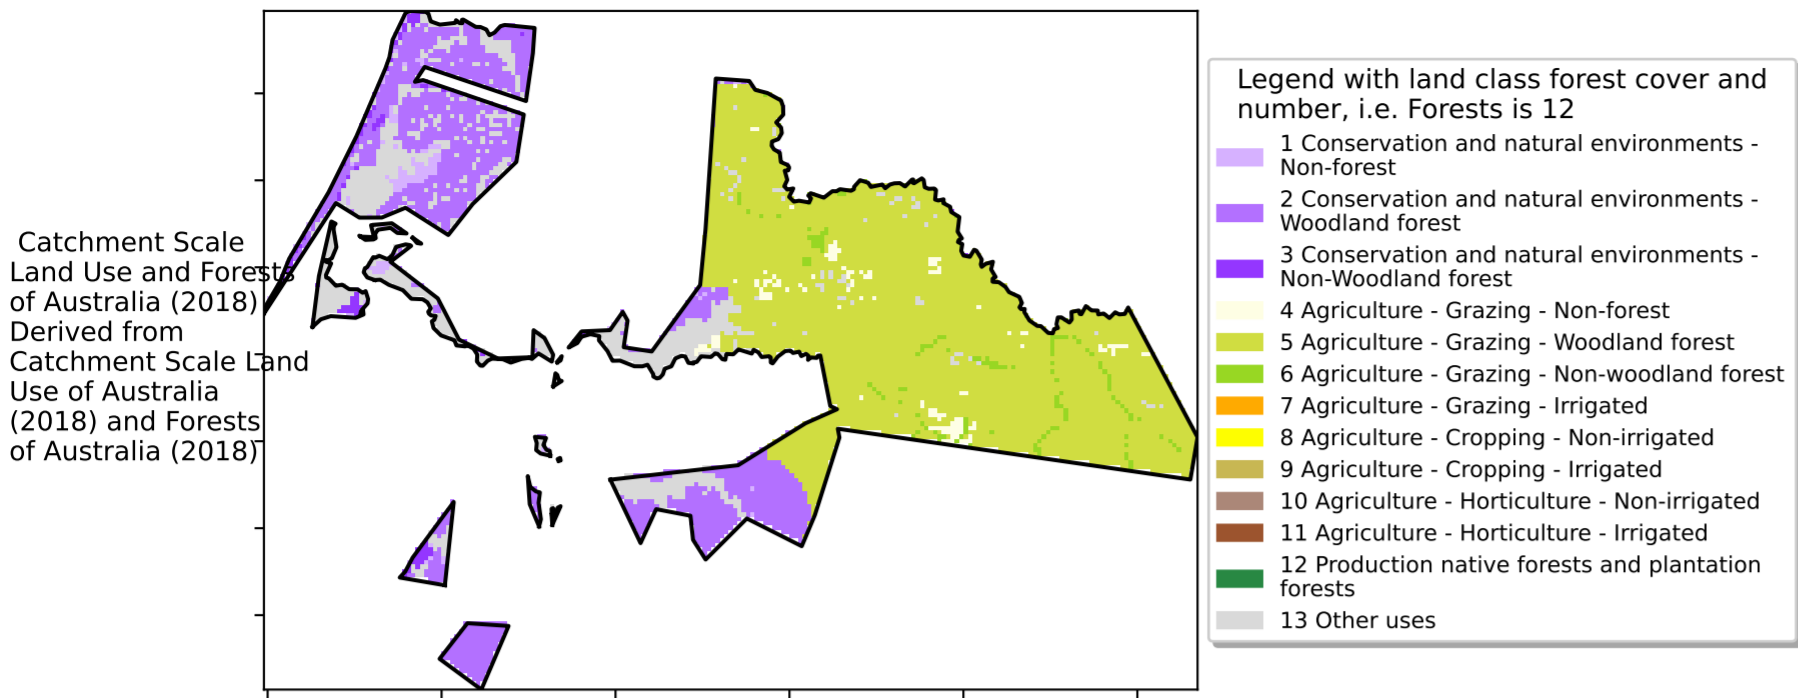 Catchment Scale
Land Use and Forests
of Australia (2018)
Derived from
Catchment Scale Land
Use of Australia
(2018) and Forests
of Australia (2018)
Legend with land class forest cover and
number, i.e. Forests is 12
1 Conservation and natural environments -
Non-forest
2 Conservation and natural environments -
Woodland forest
3 Conservation and natural environments -
Non-Woodland forest
4 Agriculture - Grazing - Non-forest
5 Agriculture - Grazing - Woodland forest
6 Agriculture - Grazing - Non-woodland forest
7 Agriculture - Grazing - Irrigated
8 Agriculture - Cropping - Non-irrigated
9 Agriculture - Cropping - Irrigated
10 Agriculture - Horticulture - Non-irrigated
11 Agriculture - Horticulture - Irrigated
12 Production native forests and plantation
forests
13 Other uses